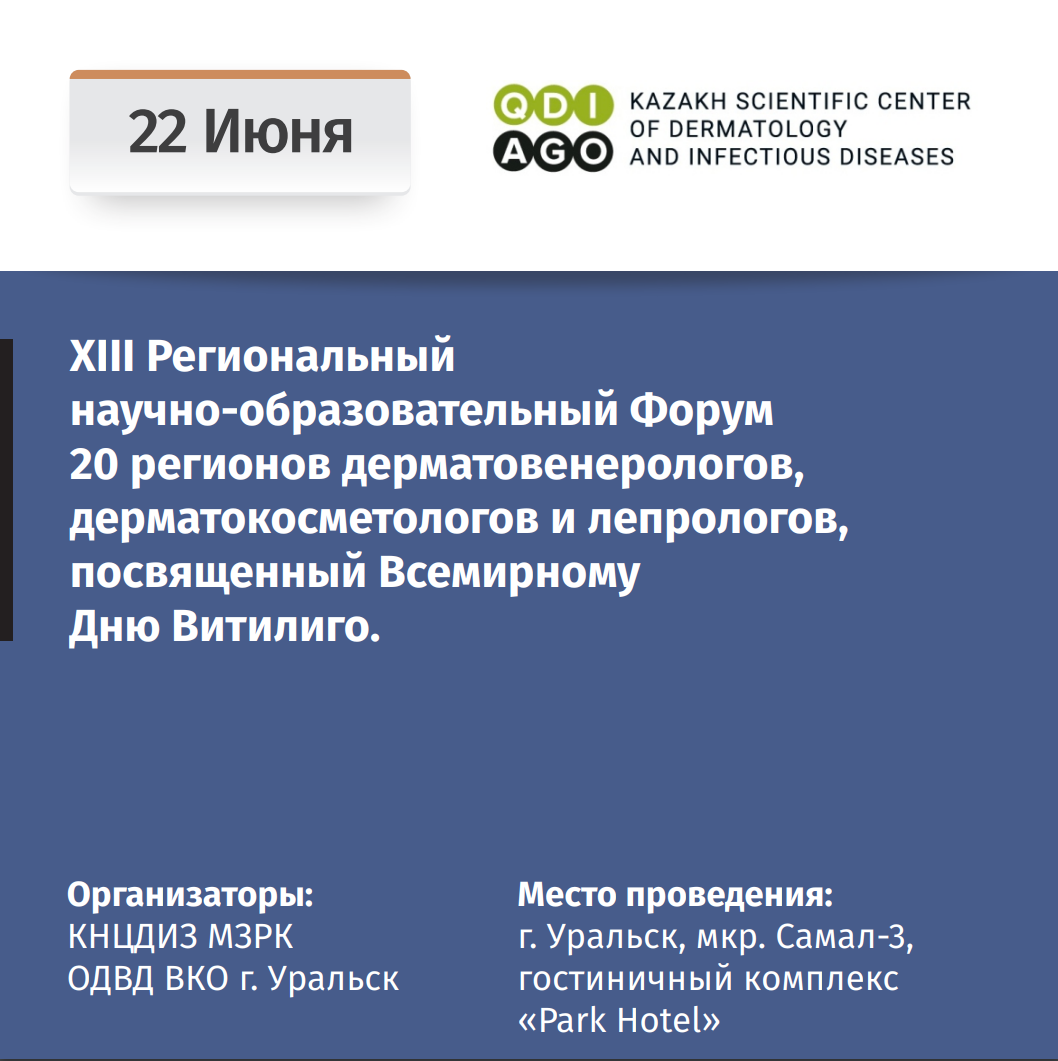 22 Июня
QDI
AGO
KAZAKH SCIENTIFIC CENTER
OF DERMATOLOGY
AND INFECTIOUS DISEASES
XIII Региональный
научно-образовательный Форум
20 регионов дерматовенерологов,
дерматокосметологов и лепрологов,
посвященный Всемирному
Дню Витилиго.
Организаторы:
КНЦДИЗ МЗРК
ОДВД ВКО г. Уральск
Место проведения:
г. Уральск, мкр. Самал-3,
гостиничный комплекс
«Park Hotel»